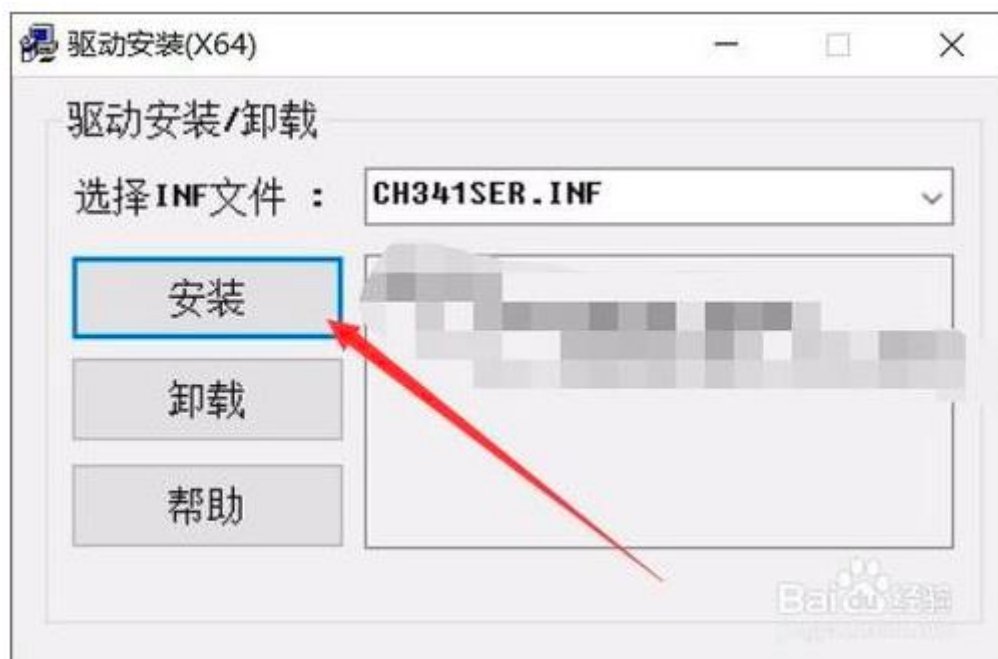 驱动安装(X64)
驱动安装/卸载
选择INF文件 : CH341SER.INF
安装
卸载
帮助
Bai du 经验